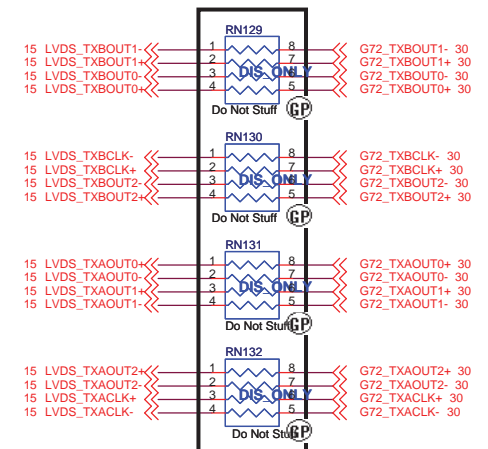 RN129
15 LVDS_TXBOUT1- 1 8 G72_TXBOUT1- 30
15 LVDS_TXBOUT1+ 2 7 G72_TXBOUT1+ 30
15 LVDS_TXBOUT0- 3 DIS_ONLY 6 G72_TXBOUT0- 30
15 LVDS_TXBOUT0+ 4 5 G72_TXBOUT0+ 30
Do Not Stuff GP
RN130
15 LVDS_TXBCLK- 1 8 G72_TXBCLK- 30
15 LVDS_TXBCLK+ 2 7 G72_TXBCLK+ 30
15 LVDS_TXBOUT2- 3 DIS_ONLY 6 G72_TXBOUT2- 30
15 LVDS_TXBOUT2+ 4 5 G72_TXBOUT2+ 30
Do Not Stuff GP
RN131
15 LVDS_TXAOUT0+ 1 8 G72_TXAOUT0+ 30
15 LVDS_TXAOUT0- 2 7 G72_TXAOUT0- 30
15 LVDS_TXAOUT1+ 3 DIS_ONLY 6 G72_TXAOUT1+ 30
15 LVDS_TXAOUT1- 4 5 G72_TXAOUT1- 30
Do Not Stuff GP
RN132
15 LVDS_TXAOUT2+ 1 8 G72_TXAOUT2+ 30
15 LVDS_TXAOUT2- 2 7 G72_TXAOUT2- 30
15 LVDS_TXACLK+ 3 DIS_ONLY 6 G72_TXACLK+ 30
15 LVDS_TXACLK- 4 5 G72_TXACLK- 30
Do Not Stuff GP